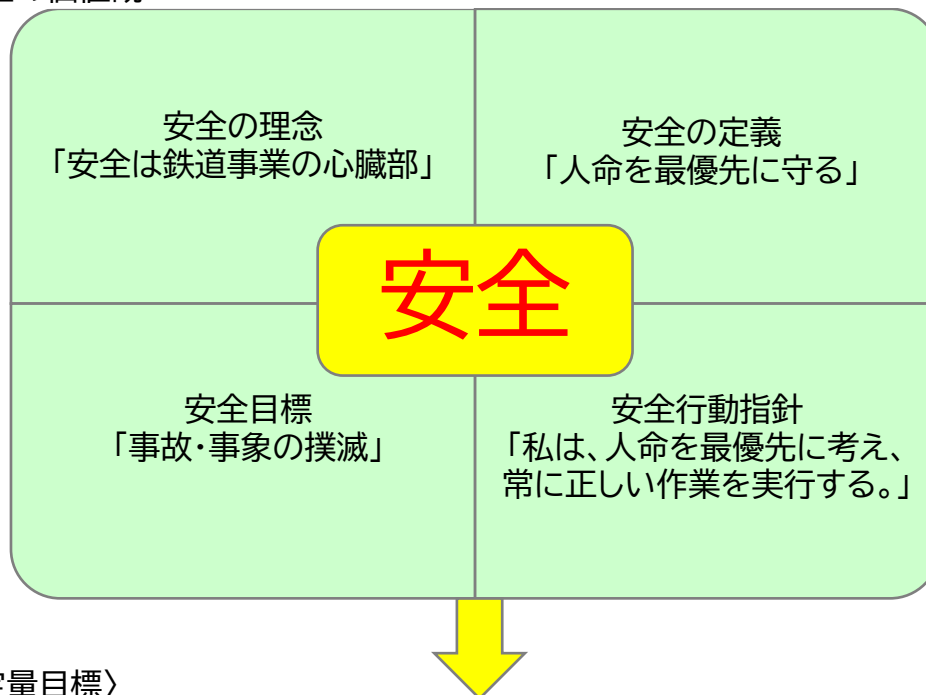 安全の理念
「安全は鉄道事業の心臓部」
安全の定義
「人命を最優先に守る」
安全
安全目標
「事故・事象の撲滅」
安全行動指針
「私は、人命を最優先に考え、
常に正しい作業を実行する。」
量目標〉